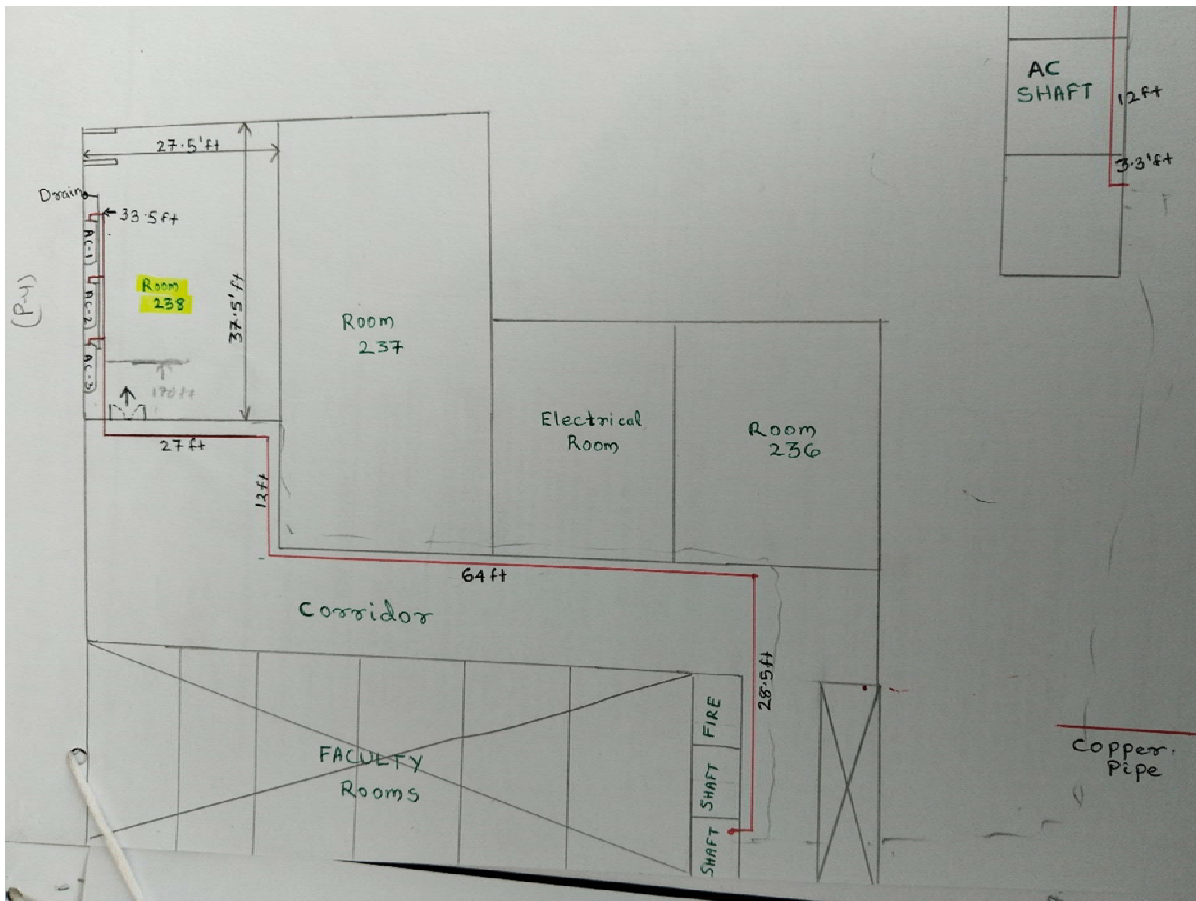 AC
SHAFT
12ft
3.3'ft
27.5'ft
Drain
33.5ft
AC-1
AC-2
AC-3
(P-4)
Room
238
37.5'ft
Room
237
Electrical
Room
Room
236
27ft
12ft
64ft
Corridor
28.5ft
FACULTY
Rooms
FIRE
SHAFT
SHAFT
Copper.
Pipe